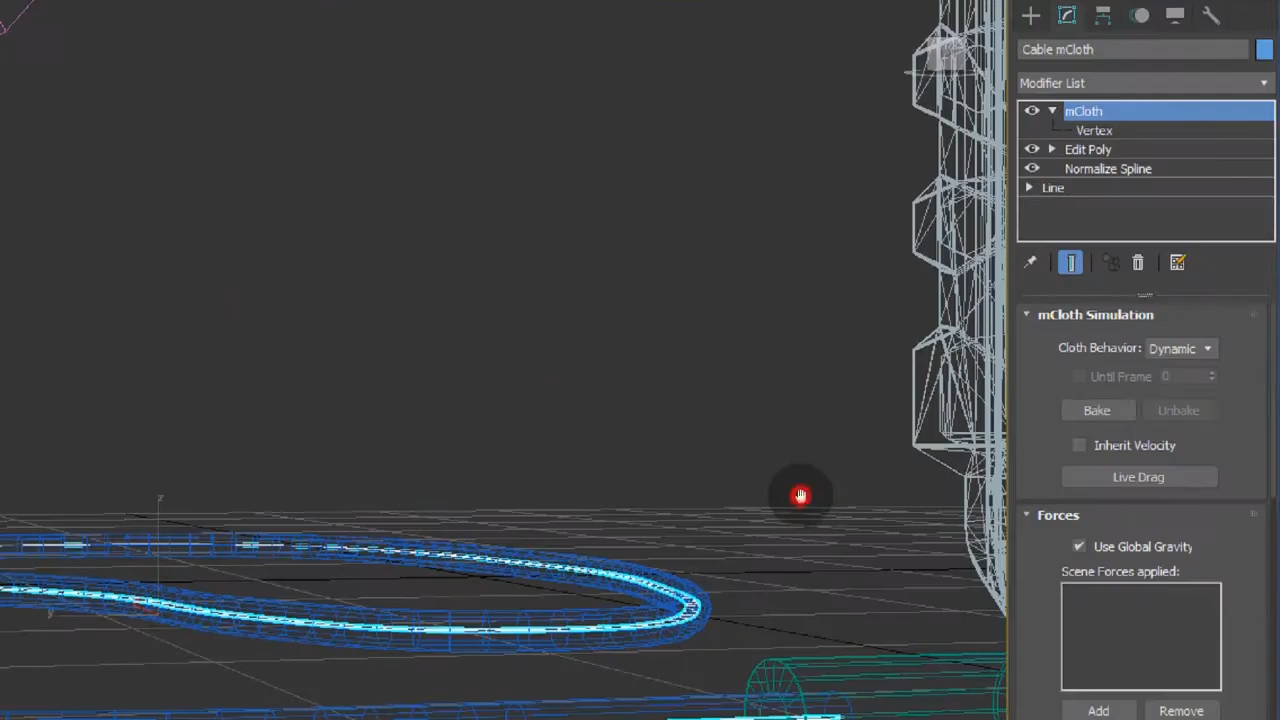 Cable mCloth
Modifier List
mCloth
Vertex
Edit Poly
Normalize Spline
Line
mCloth Simulation
Cloth Behavior: Dynamic
Until Frame 0
Bake Unbake
Inherit Velocity
Live Drag
Forces
Use Global Gravity
Scene Forces applied:
Add Remove
z
y